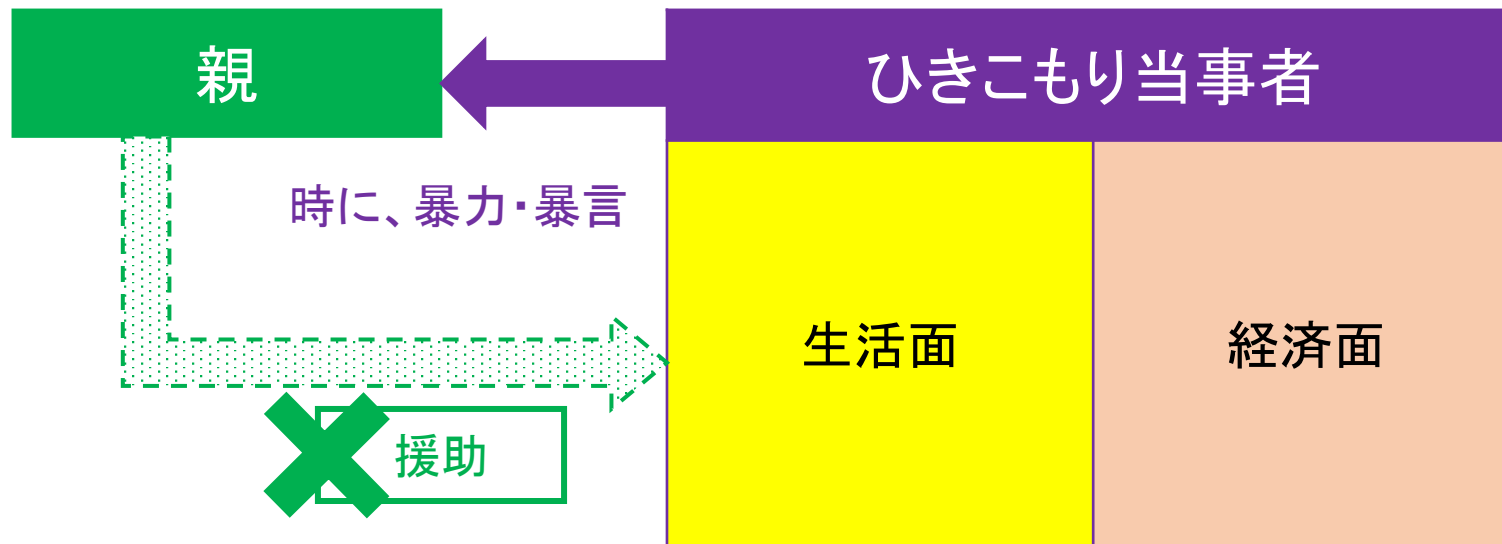 親
ひきこもり当事者
時に、暴力・暴言
生活面
経済面
援助